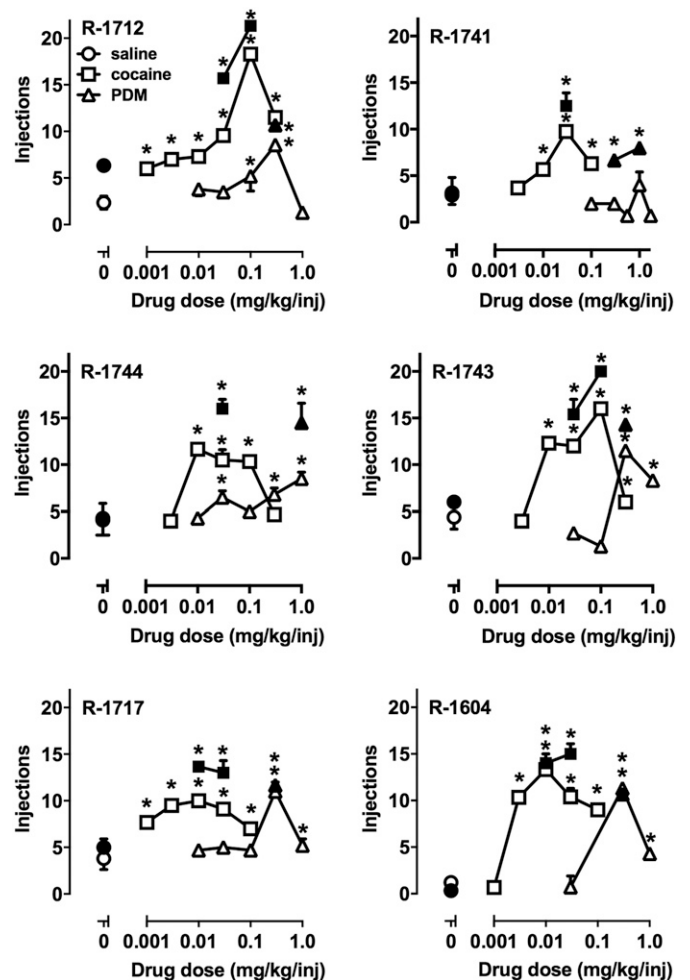 R-1712
saline
cocaine
PDM
Injections
20
15
10
5
0
* * * * * * * * * * *
0 0.001 0.01 0.1 1.0
Drug dose (mg/kg/inj)
R-1741
Injections
20
15
10
5
0
* * * * * *
0 0.001 0.01 0.1 1.0
Drug dose (mg/kg/inj)
R-1744
Injections
20
15
10
5
0
* * * * * * *
0 0.001 0.01 0.1 1.0
Drug dose (mg/kg/inj)
R-1743
Injections
20
15
10
5
0
* * * * * * * * * *
0 0.001 0.01 0.1 1.0
Drug dose (mg/kg/inj)
R-1717
Injections
20
15
10
5
0
* * * * * * * * * *
0 0.001 0.01 0.1 1.0
Drug dose (mg/kg/inj)
R-1604
Injections
20
15
10
5
0
* * * * * * * * *
0 0.001 0.01 0.1 1.0
Drug dose (mg/kg/inj)